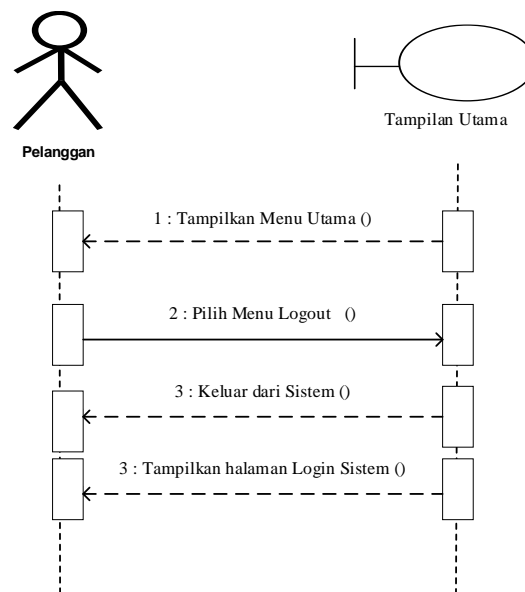 Tampilan Utama
Pelanggan
1 : Tampilkan Menu Utama ()
2 : Pilih Menu Logout ()
3 : Keluar dari Sistem ()
3 : Tampilkan halaman Login Sistem ()